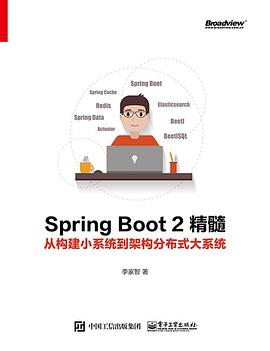 Broadview®
Spring Boot
Spring Cache
Redis
Elasticsearch
Spring Data
Beetl
Actuator
BeetlSQL
Spring Boot 2 精髓
从构建小系统到架构分布式大系统
李家智 著
中国工信出版集团
电子工业出版社